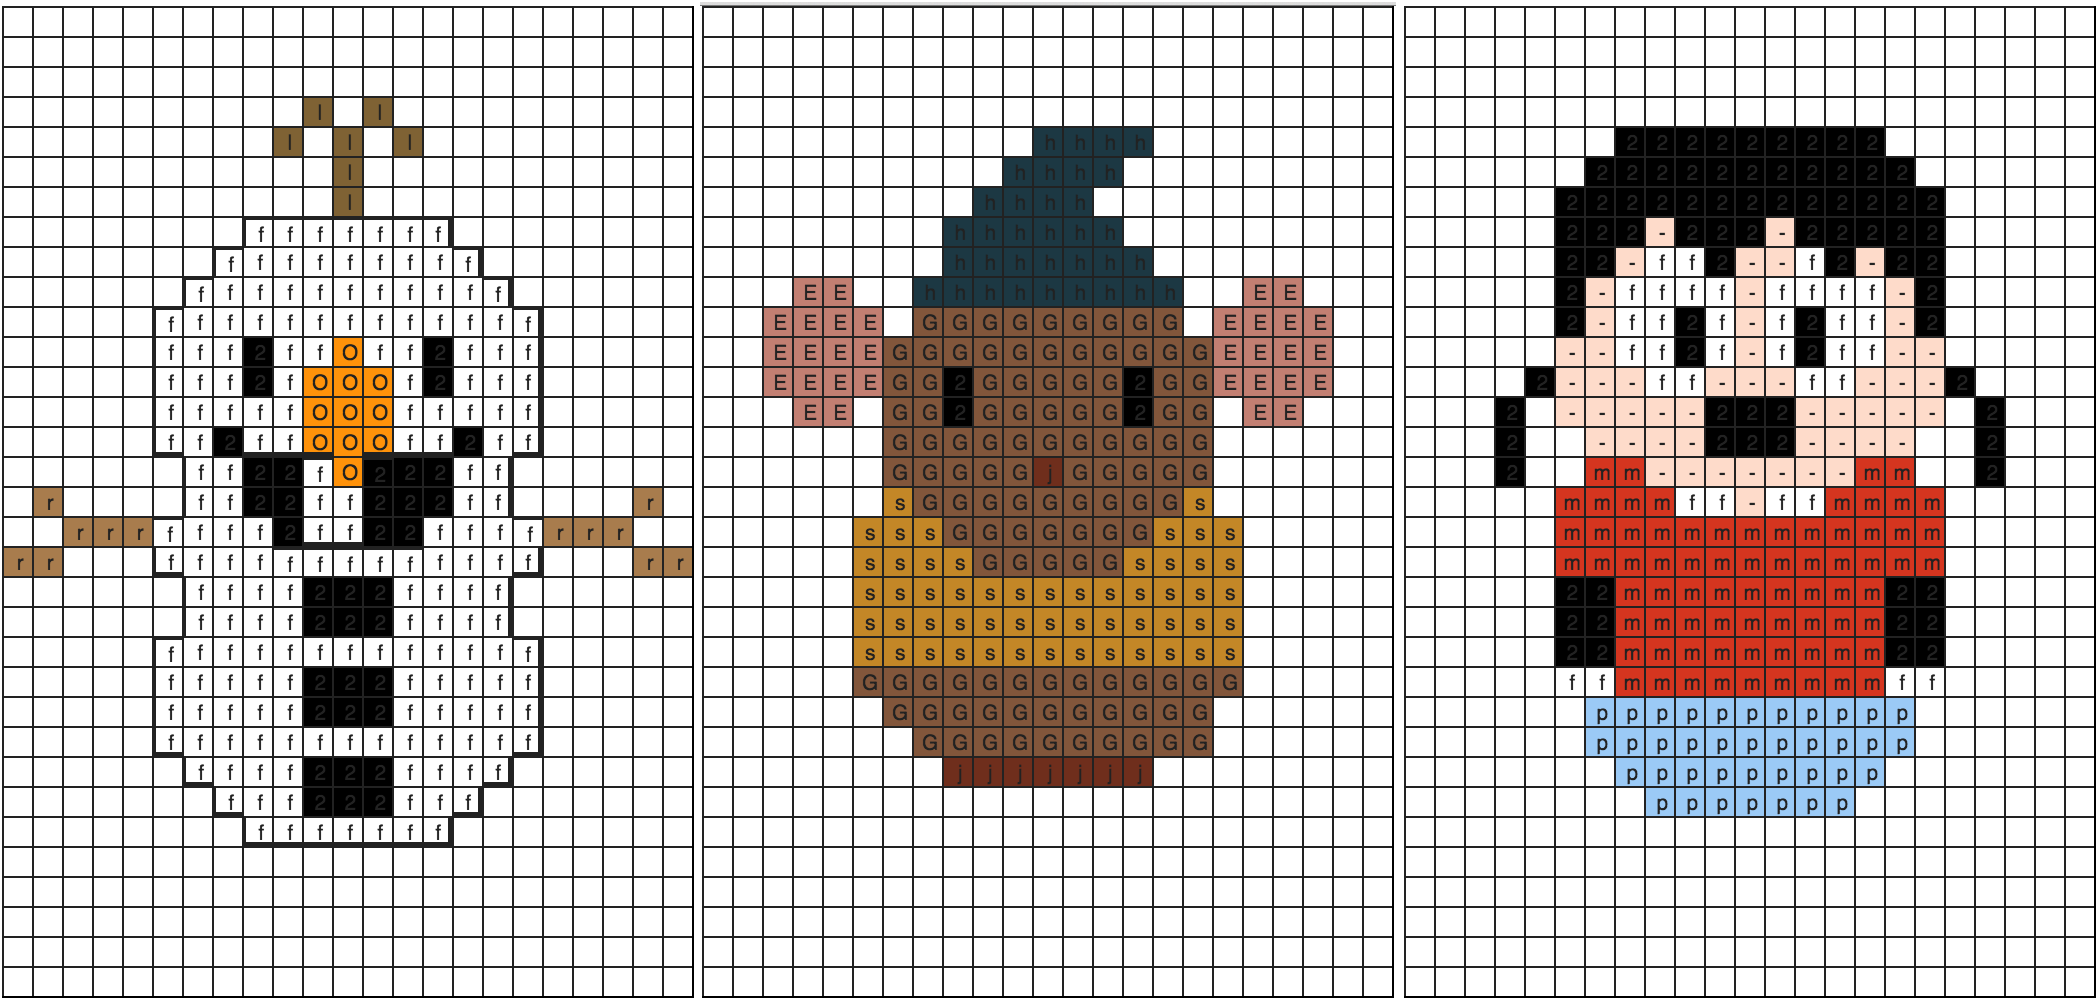 l l
l l l
l
l
f f f f f f f
f f f f f f f f f
f f f f f f f f f f f
f f f f f f f f f f f f f
f f f 2 f f O f f 2 f f f
f f f 2 f O O O f 2 f f f
f f f f f O O O f f f f f
f f 2 f f O O O f f 2 f f
f f 2 2 f O 2 2 2 f f
r f f 2 2 f f 2 2 2 f f r
r r r f f f f 2 f f 2 2 f f f f r r r
r r f f f f f f f f f f f f f r r
f f f f 2 2 2 f f f f
f f f f 2 2 2 f f f f
f f f f f f f f f f f f f
f f f f f 2 2 2 f f f f f
f f f f f 2 2 2 f f f f f
f f f f f f f f f f f f f
f f f f 2 2 2 f f f f
f f f 2 2 2 f f f
f f f f f f f
h h h h
h h h h
h h h h
h h h h h h
h h h h h h h
E E h h h h h h h h h E E
E E E E G G G G G G G G G E E E E
E E E E G G G G G G G G G G G E E E E
E E E E G G 2 G G G G G 2 G G E E E E
E E G G 2 G G G G G 2 G G E E
G G G G G G G G G G G
G G G G G j G G G G G
s G G G G G G G G G s
s s s G G G G G G G s s s
s s s s G G G G G s s s s
s s s s s s s s s s s s s
s s s s s s s s s s s s s
s s s s s s s s s s s s s
G G G G G G G G G G G G G
G G G G G G G G G G G
G G G G G G G G G G
j j j j j j j
2 2 2 2 2 2 2 2 2
2 2 2 2 2 2 2 2 2 2 2
2 2 2 2 2 2 2 2 2 2 2 2 2
2 2 2 - 2 2 2 - 2 2 2 2 2
2 2 - f f 2 - - f 2 - 2 2
2 - f f f f - f f f f - 2
2 - f f 2 f - f 2 f f - 2
- - f f 2 f - f 2 f f - -
2 - - - f f - - - f f - - - 2
2 - - - - - 2 2 2 - - - - - 2
2 - - - - 2 2 2 - - - - 2
2 m m - - - - - - - m m 2
m m m m f f - f f m m m m
m m m m m m m m m m m m m
m m m m m m m m m m m m m
2 2 m m m m m m m m m 2 2
2 2 m m m m m m m m m 2 2
2 2 m m m m m m m m m 2 2
f f m m m m m m m m m f f
p p p p p p p p p p p
p p p p p p p p p p p
p p p p p p p p p
p p p p p p p